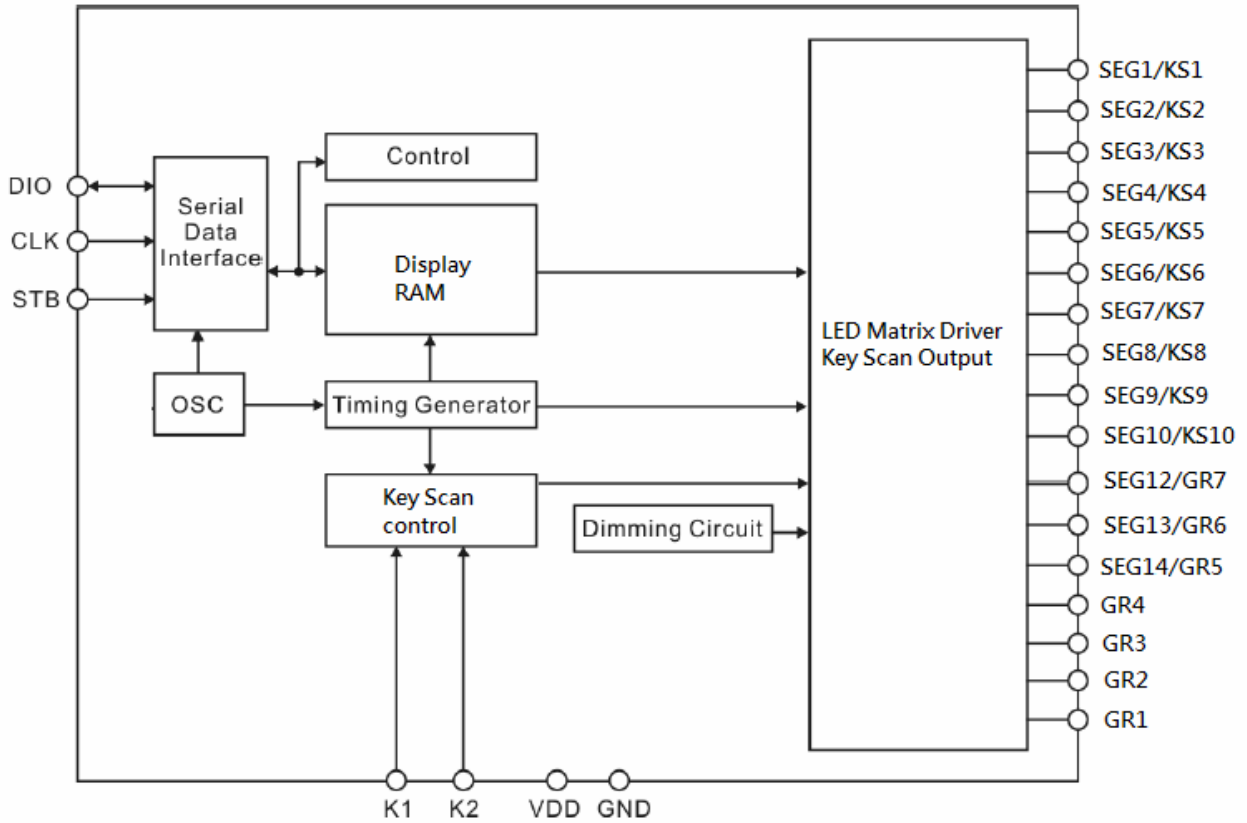 DIO
CLK
STB
Serial
Data
Interface
OSC
Control
Display
RAM
Timing Generator
Key Scan
control
Dimming Circuit
LED Matrix Driver
Key Scan Output
SEG1/KS1
SEG2/KS2
SEG3/KS3
SEG4/KS4
SEG5/KS5
SEG6/KS6
SEG7/KS7
SEG8/KS8
SEG9/KS9
SEG10/KS10
SEG12/GR7
SEG13/GR6
SEG14/GR5
GR4
GR3
GR2
GR1
K1
K2
VDD
GND